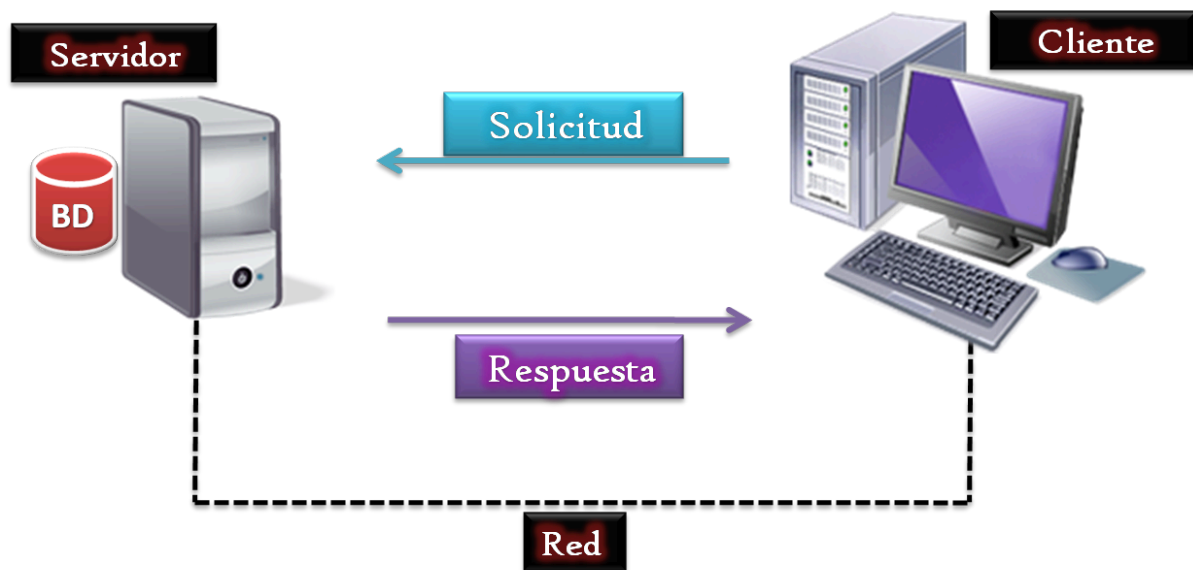 Servidor
Cliente
Solicitud
BD
Respuesta
Red